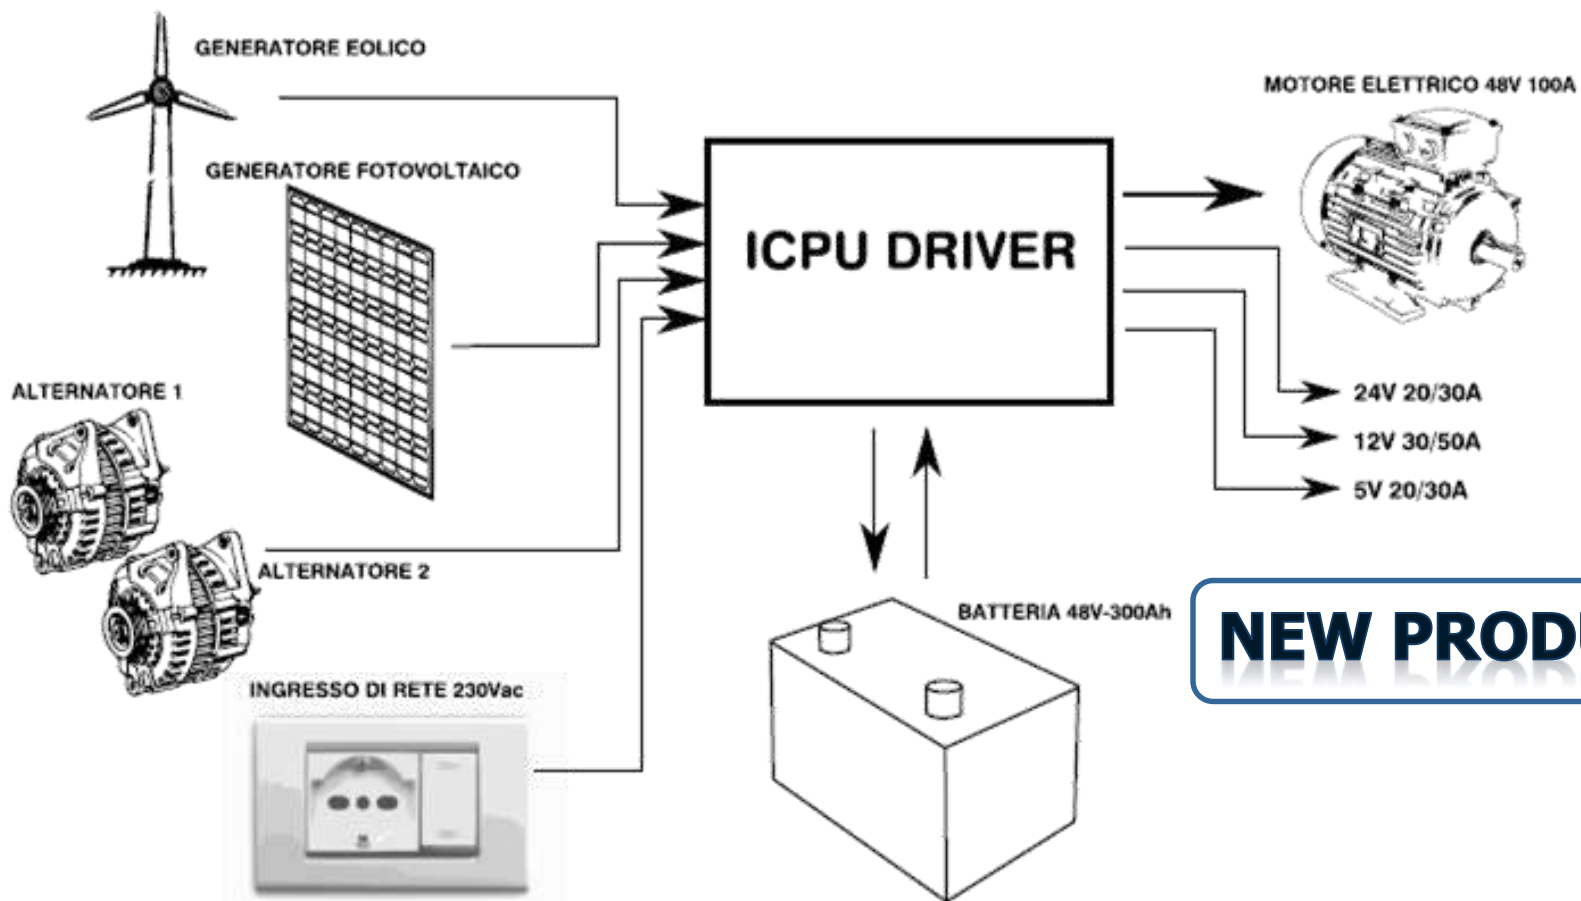 GENERATORE EOLICO
MOTORE ELETTRICO 48V 100A
GENERATORE FOTOVOLTAICO
ICPU DRIVER
ALTERNATORE 1
24V 20/30A
12V 30/50A
5V 20/30A
ALTERNATORE 2
BATTERIA 48V-300Ah
NEW
INGRESSO DI RETE 230Vac